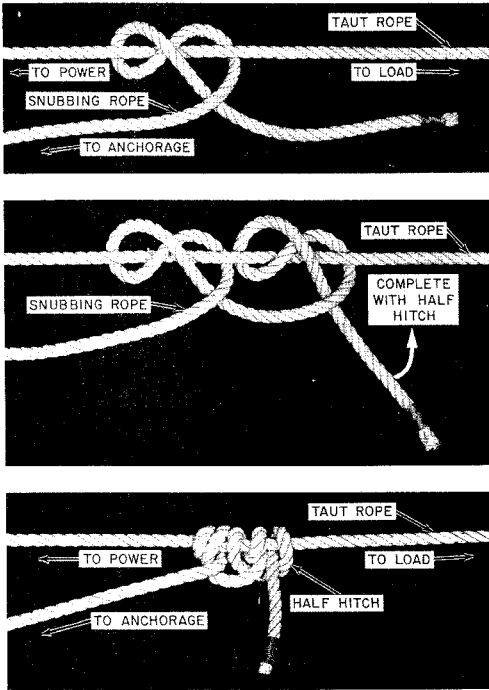 TAUT ROPE
TO POWER
TO LOAD
SNUBBING ROPE
TO ANCHORAGE
TAUT ROPE
SNUBBING ROPE
COMPLETE
WITH HALF
HITCH
TAUT ROPE
TO POWER
TO LOAD
HALF HITCH
TO ANCHORAGE